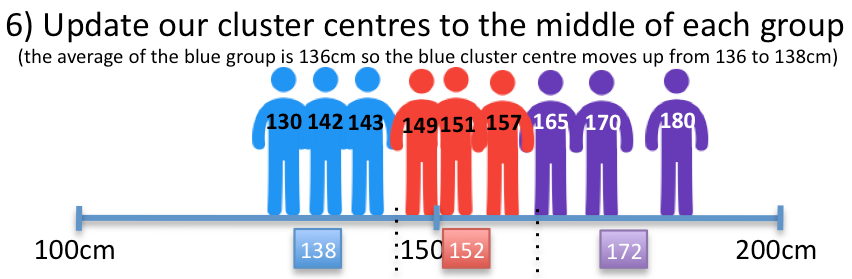 6) Update our cluster centres to the middle of each group
(the average of the blue group is 136cm so the blue cluster centre moves up from 136 to 138cm)
130 142 143 149 151 157 165 170 180
100cm 138 150 152 172 200cm